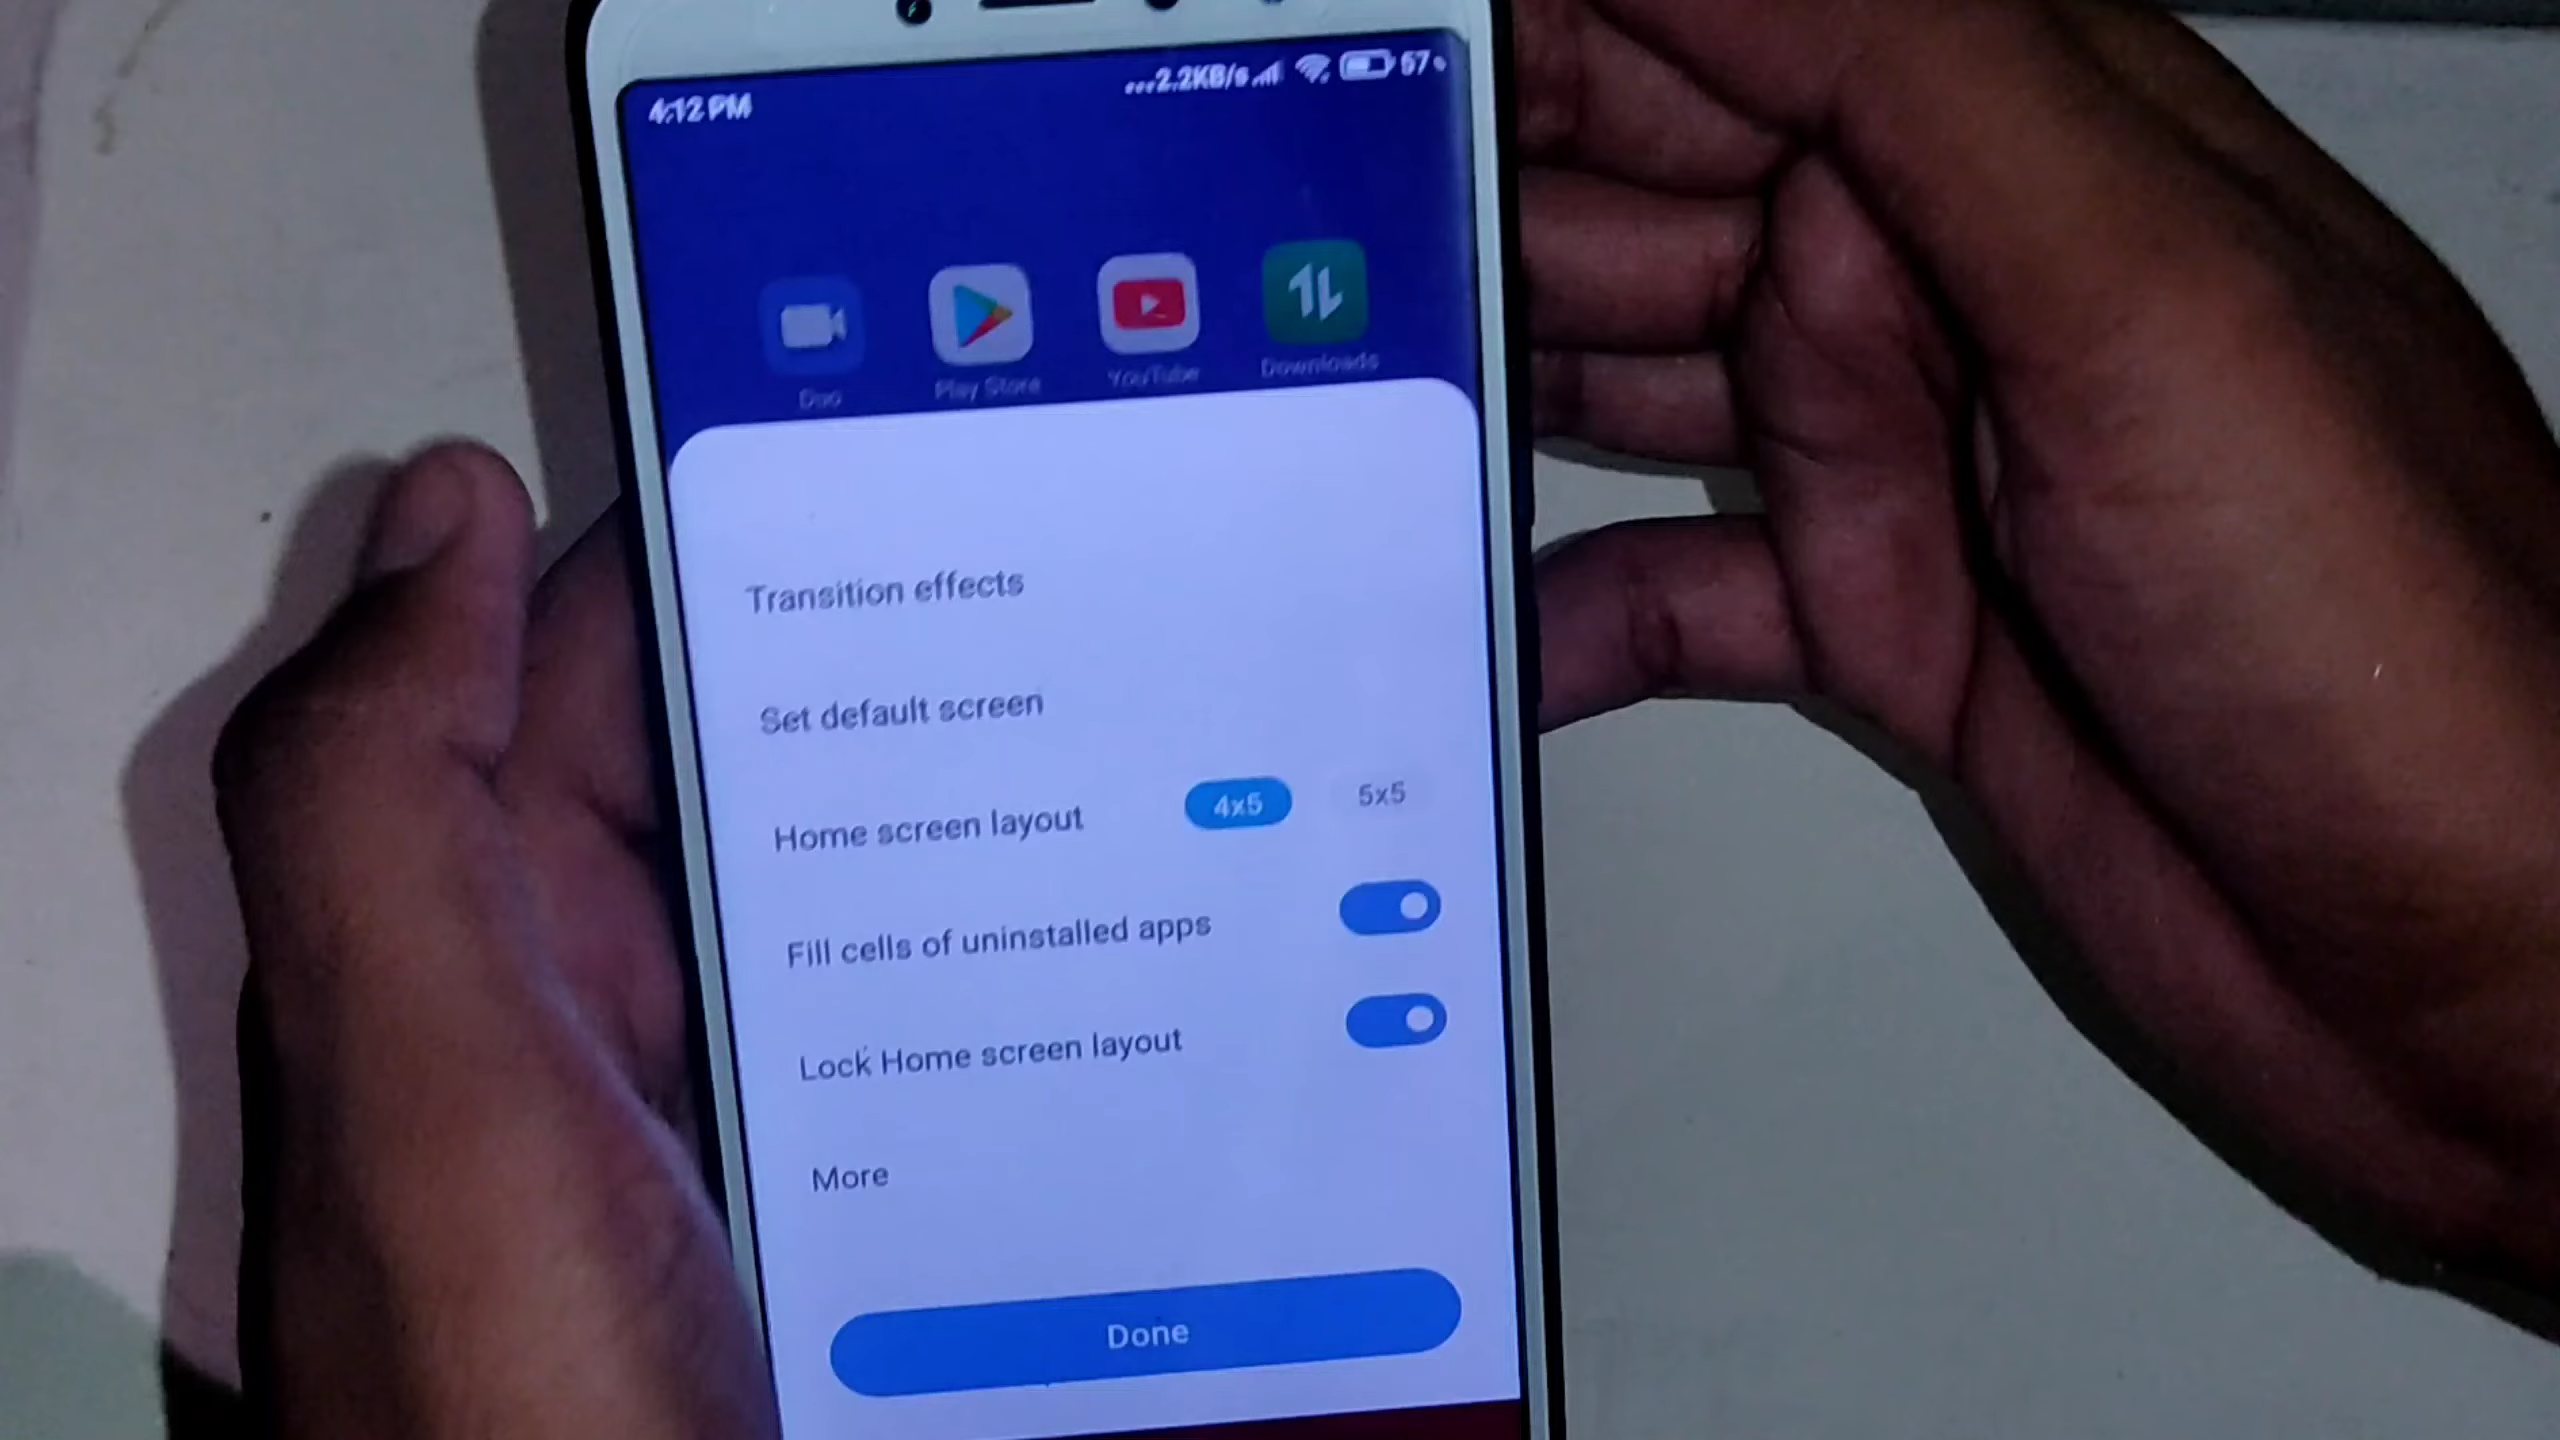 4:12 PM
...2.2KB/s 57
Duo Play Store YouTube Downloads
Transition effects
Set default screen
Home screen layout 4x5 5x5
Fill cells of uninstalled apps
Lock Home screen layout
More
Done